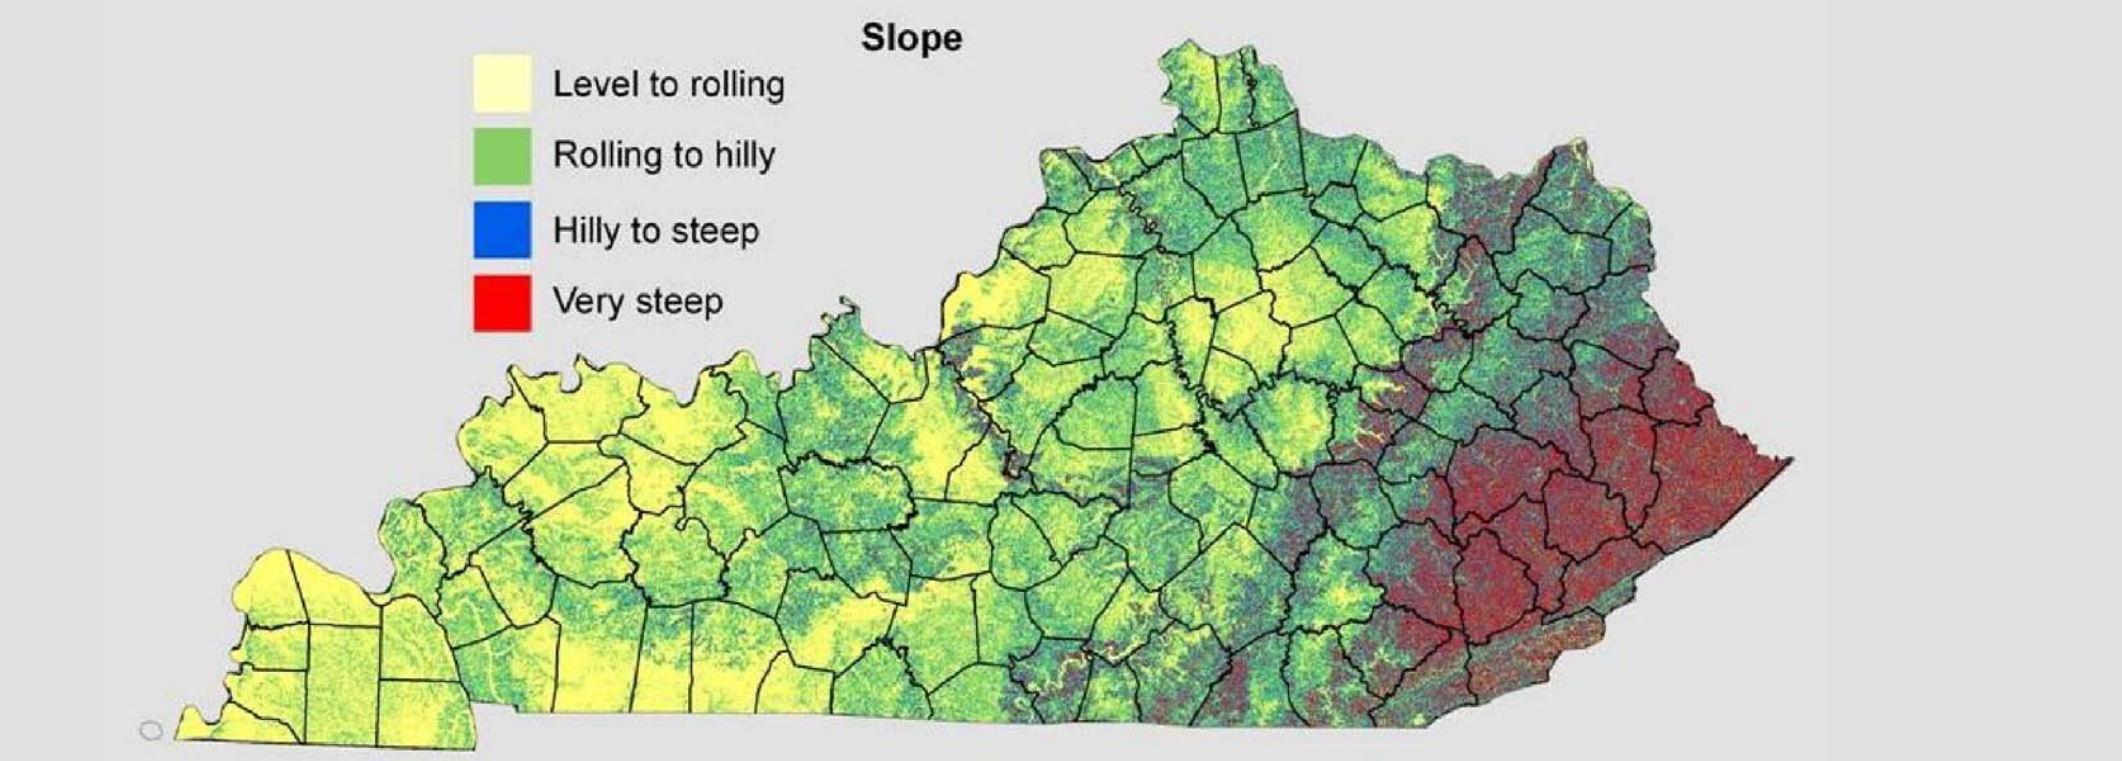 Slope
Level to rolling
Rolling to hilly
Hilly to steep
Very steep